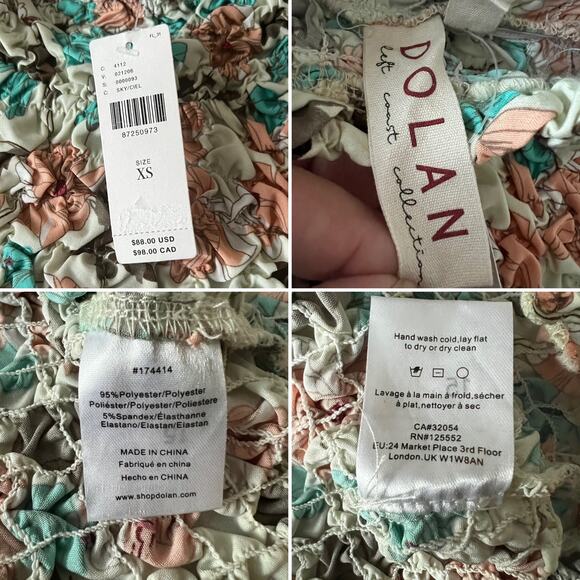 FL_01
C: 4112
V: 021206
S: 0000093
C: SKY/CIEL
87250973
SIZE
XS
$88.00 USD
$98.00 CAD
DOLAN
left coast collection
#174414
95%Polyester/Polyester
Poliéster/Polyester/Poliestere
5%Spandex/Élasthanne
Elastano/Elastan/Elastan
MADE IN CHINA
Fabriqué en china
Hecho en CHINA
www.shopdolan.com
Hand wash cold,lay flat
to dry or dry clean
Lavage à la main à froid,sécher
à plat,nettoyer à sec
CA#32054
RN#125552
EU:24 Market Place 3rd Floor
London.UK W1W8AN